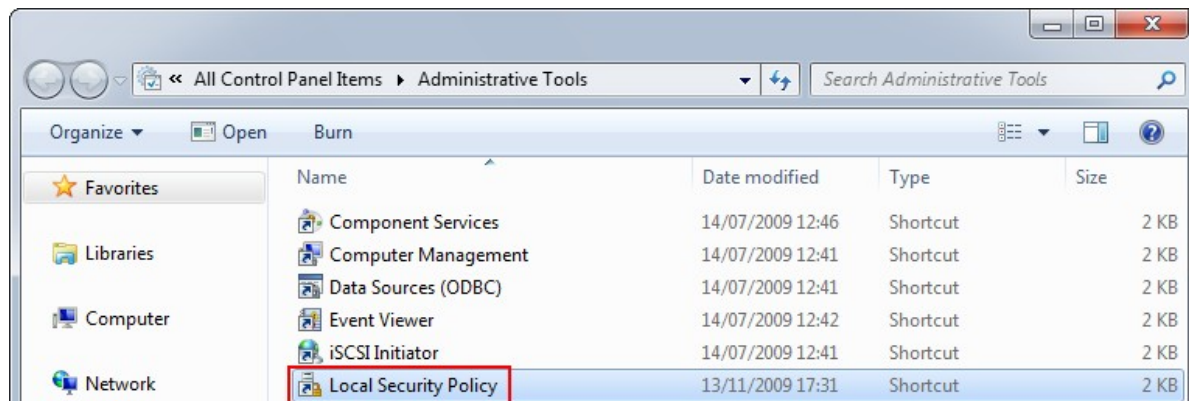 « All Control Panel Items ▸ Administrative Tools Search Administrative Tools
Organize Open Burn
Favorites Name Date modified Type Size
Component Services 14/07/2009 12:46 Shortcut 2 KB
Libraries Computer Management 14/07/2009 12:41 Shortcut 2 KB
Data Sources (ODBC) 14/07/2009 12:41 Shortcut 2 KB
Computer Event Viewer 14/07/2009 12:42 Shortcut 2 KB
iSCSI Initiator 14/07/2009 12:41 Shortcut 2 KB
Network Local Security Policy 13/11/2009 17:31 Shortcut 2 KB